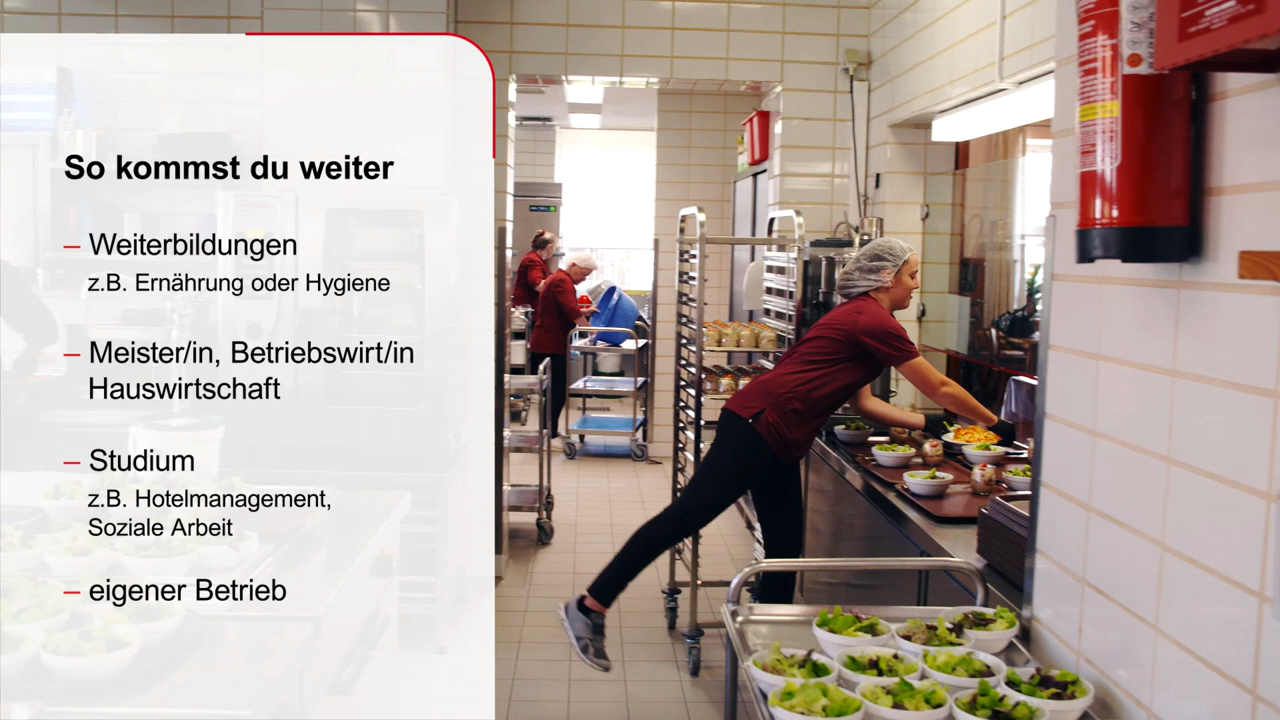 So kommst du weiter
– Weiterbildungen
z.B. Ernährung oder Hygiene
– Meister/in, Betriebswirt/in
Hauswirtschaft
– Studium
z.B. Hotelmanagement,
Soziale Arbeit
– eigener Betrieb